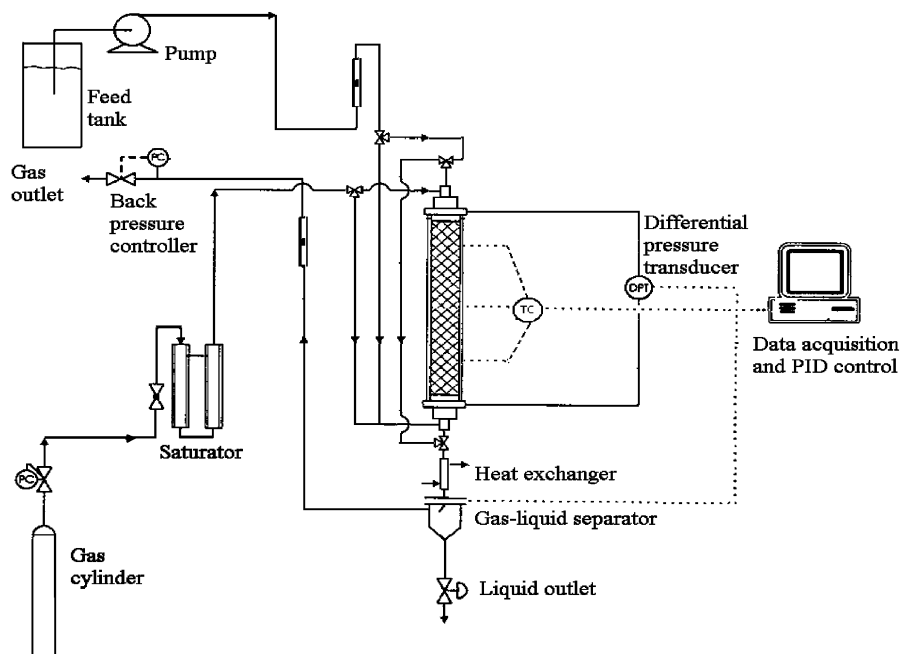 Pump
Feed
tank
Gas
outlet
PC
Back
pressure
controller
Differential
pressure
transducer
DPT
TC
Data acquisition
and PID control
Saturator
PC
Heat exchanger
Gas-liquid separator
Gas
cylinder
Liquid outlet